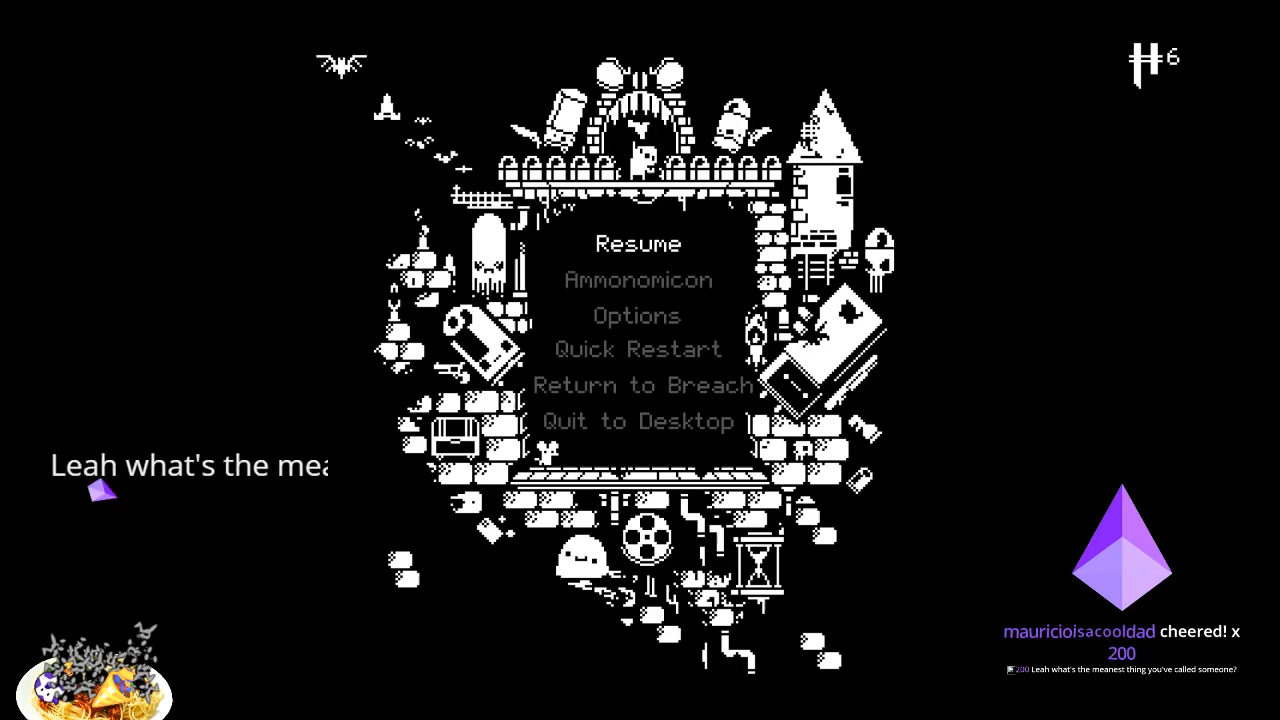 6
Resume
Ammonomicon
Options
Quick Restart
Return to Breach
Quit to Desktop
Leah what's the mea
mauricioisacooldad cheered! x
200
200 Leah what's the meanest thing you've called someone?